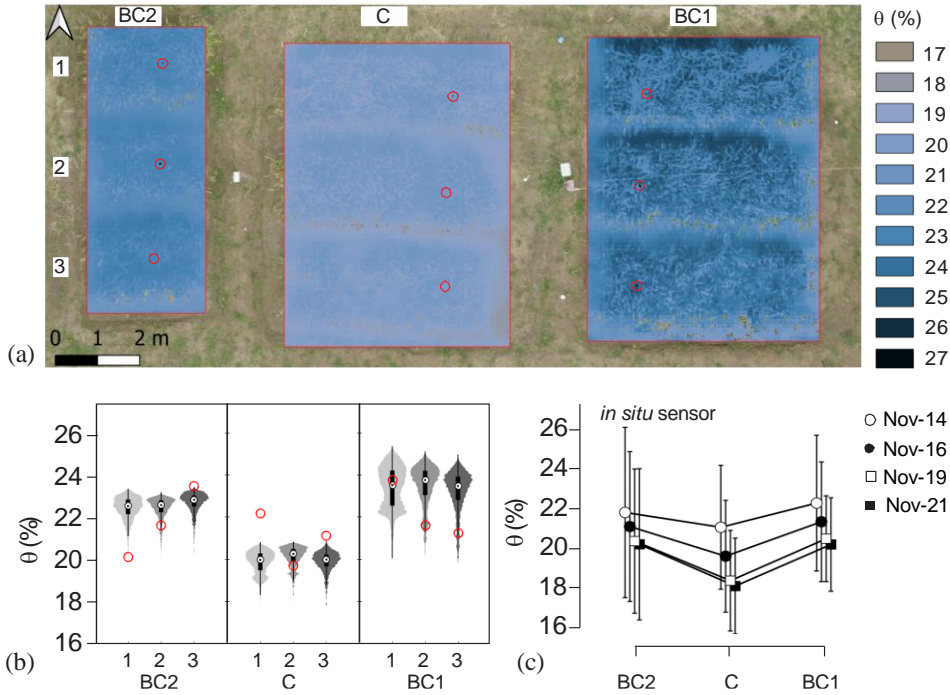 BC2 C BC1 θ (%)
1
2
3
0 1 2 m
(a)
17
18
19
20
21
22
23
24
25
26
27
26
24
22
20
18
16
θ (%)
1 2 3 1 2 3 1 2 3
BC2 C BC1
(b)
in situ sensor
26
24
22
20
18
16
θ (%)
BC2 C BC1
(c)
Nov-14
Nov-16
Nov-19
Nov-21